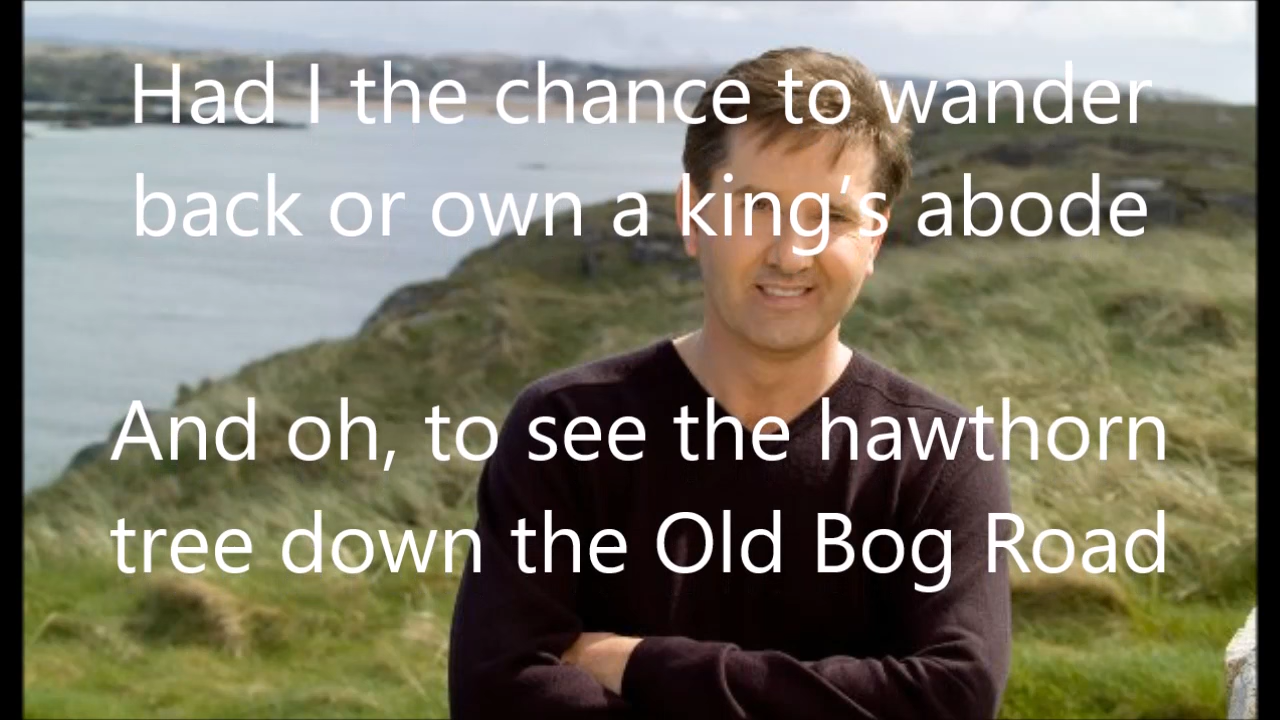 Had I the chance to wander
back or own a king’s abode
And oh, to see the hawthorn
tree down the Old Bog Road